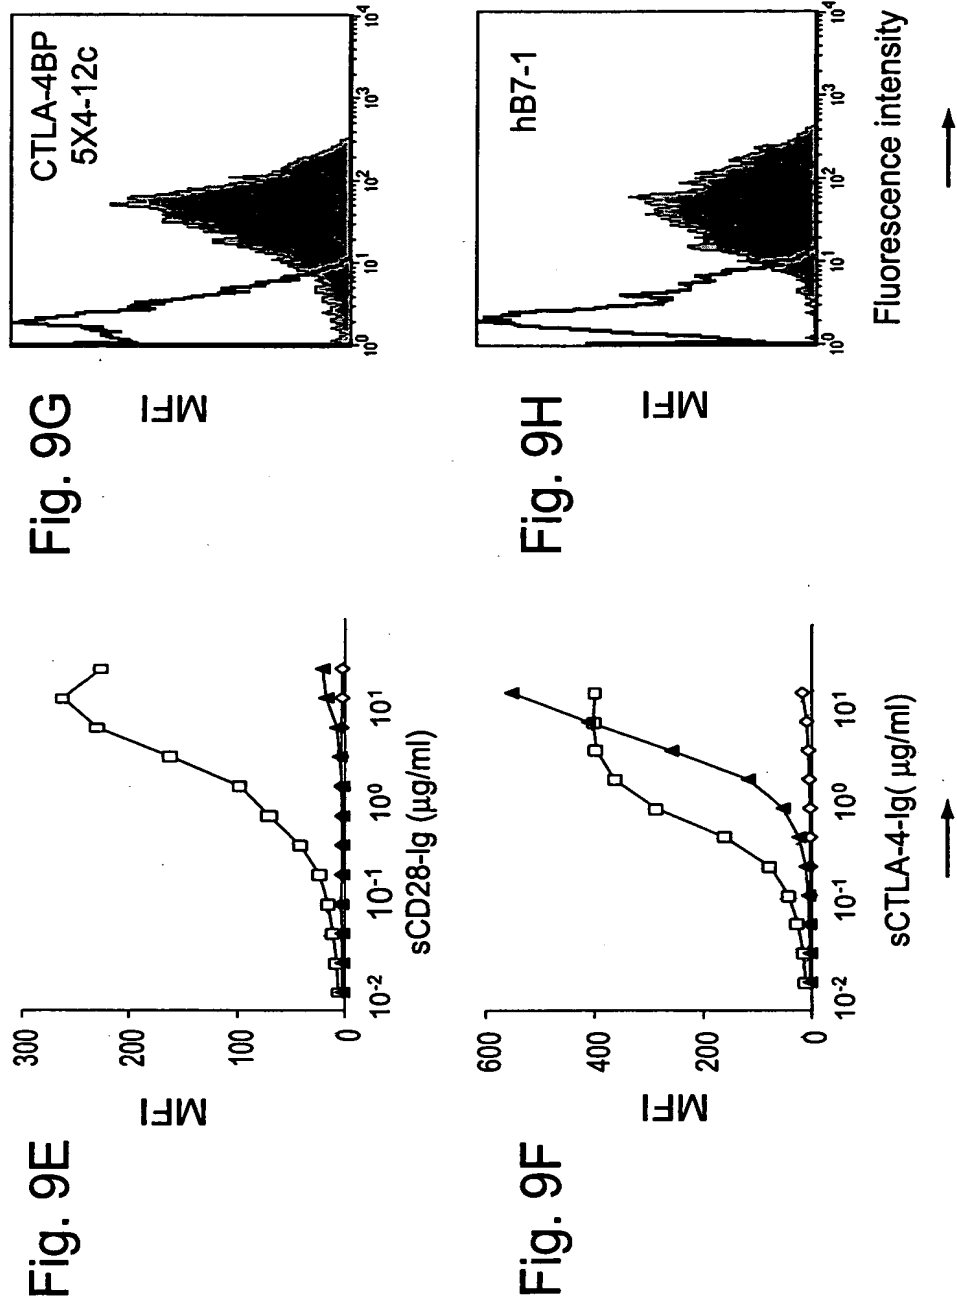 Fig. 9E
MFI
300
200
100
0
10-2 10-1 100 101
sCD28-Ig (µg/ml)
Fig. 9G
MFI
CTLA-4BP
5X4-12c
100 101 102 103 104
Fig. 9F
MFI
600
400
200
0
10-2 10-1 100 101
sCTLA-4-Ig( µg/ml)
Fig. 9H
MFI
hB7-1
100 101 102 103 104
Fluorescence intensity